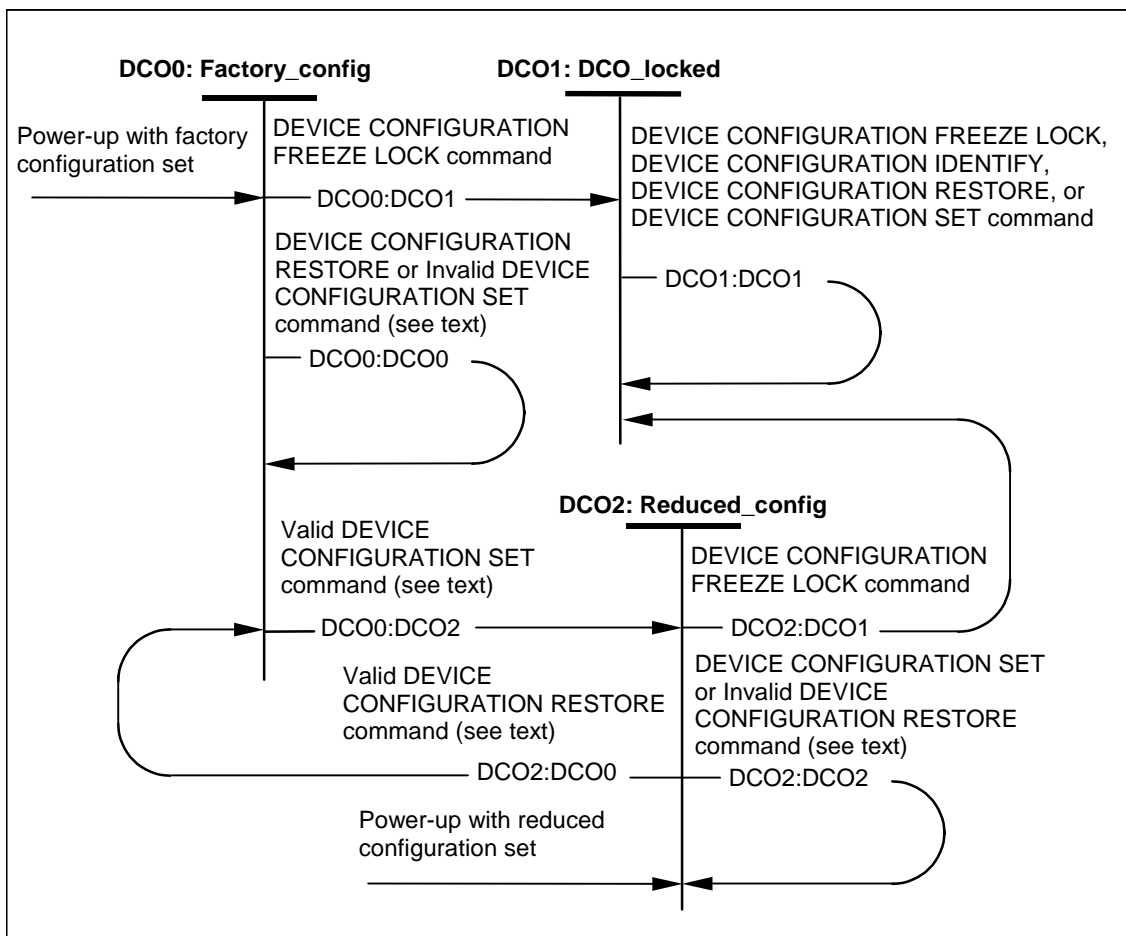 DCO0: Factory_config
DCO1: DCO_locked
Power-up with factory
configuration set
DEVICE CONFIGURATION
FREEZE LOCK command
DCO0:DCO1
DEVICE CONFIGURATION FREEZE LOCK,
DEVICE CONFIGURATION IDENTIFY,
DEVICE CONFIGURATION RESTORE, or
DEVICE CONFIGURATION SET command
DEVICE CONFIGURATION
RESTORE or Invalid DEVICE
CONFIGURATION SET
command (see text)
DCO1:DCO1
DCO0:DCO0
DCO2: Reduced_config
Valid DEVICE
CONFIGURATION SET
command (see text)
DEVICE CONFIGURATION
FREEZE LOCK command
DCO0:DCO2
DCO2:DCO1
Valid DEVICE
CONFIGURATION RESTORE
command (see text)
DEVICE CONFIGURATION SET
or Invalid DEVICE
CONFIGURATION RESTORE
command (see text)
DCO2:DCO0
DCO2:DCO2
Power-up with reduced
configuration set